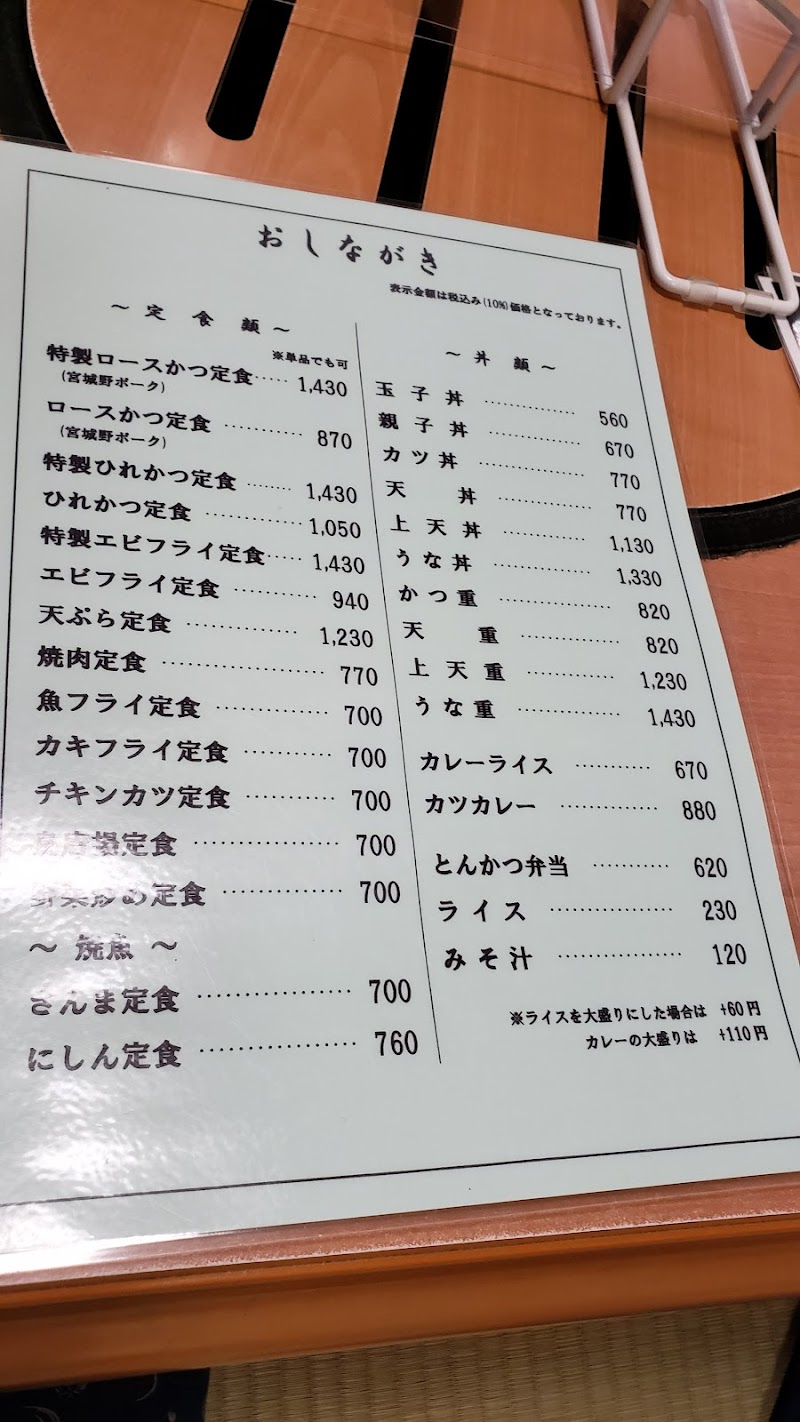 おしながき
表示金額は税込み(10%)価格となっております。
～ 定 食 類 ～
※単品でも可
特製ロースかつ定食 ····· 1,430
(宮城野ポーク)
ロースかつ定食 ··········· 870
(宮城野ポーク)
特製ひれかつ定食 ········ 1,430
ひれかつ定食 ············· 1,050
特製エビフライ定食 ····· 1,430
エビフライ定食 ··········· 940
天ぷら定食 ··············· 1,230
焼肉定食 ····················· 770
魚フライ定食 ··············· 700
カキフライ定食 ············ 700
チキンカツ定食 ············ 700
定食 ··················· 700
炒め定食 ··············· 700
～ 焼魚 ～
さんま定食 ··················· 700
にしん定食 ··················· 760
～ 丼 類 ～
玉 子 丼 ··············· 560
親 子 丼 ··············· 670
カ ツ 丼 ··············· 770
天 丼 ··············· 770
上 天 丼 ··············· 1,130
う な 丼 ··············· 1,330
か つ 重 ··············· 820
天 重 ··············· 820
上 天 重 ··············· 1,230
う な 重 ··············· 1,430
カレーライス ··········· 670
カツカレー ············· 880
とんかつ弁当 ··········· 620
ラ イ ス ················· 230
み そ 汁 ················· 120
※ライスを大盛りにした場合は +60円
カレーの大盛りは +110円